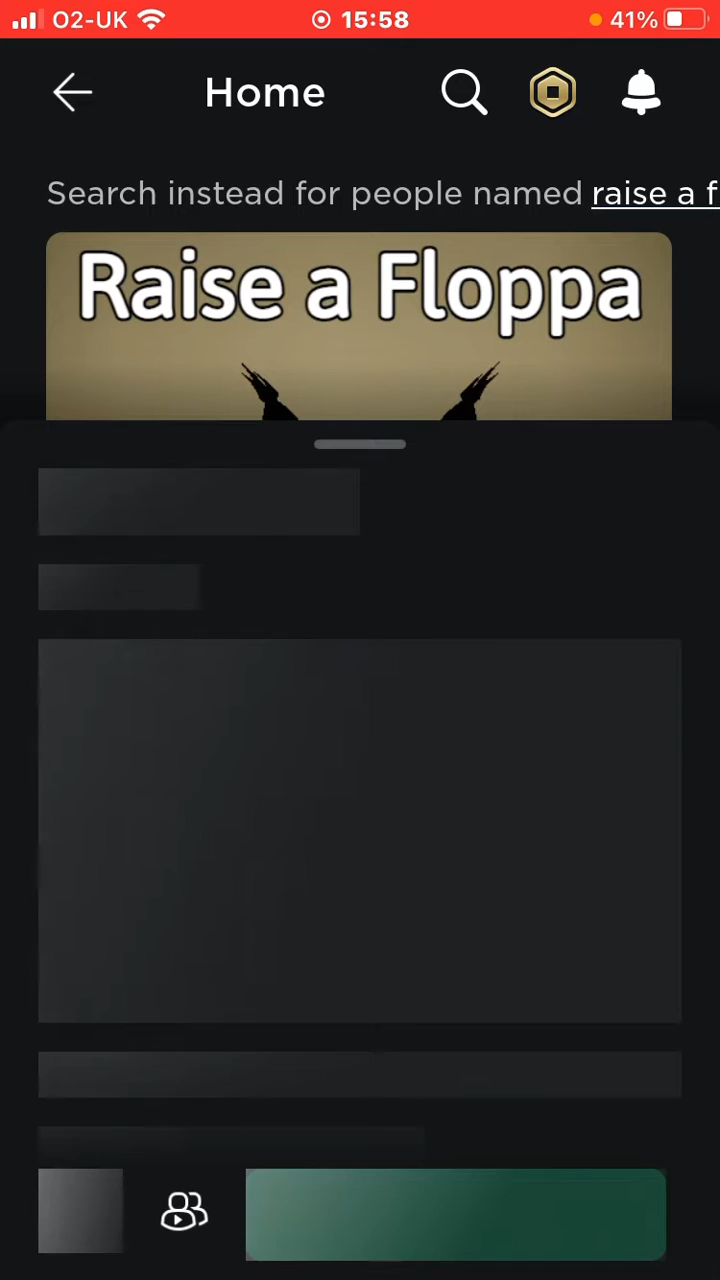 O2-UK 15:58 41%
Home
Search instead for people named raise a f
Raise a Floppa